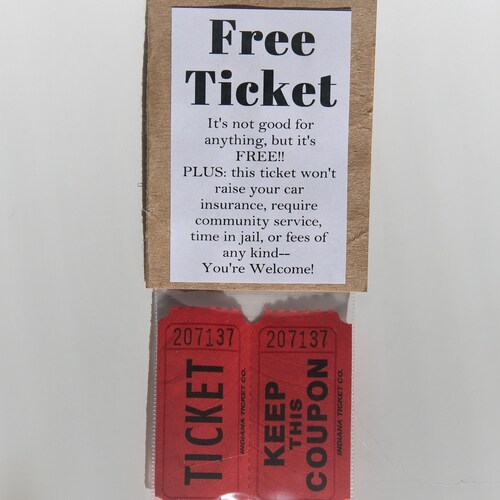 Free
Ticket
It's not good for
anything, but it's
FREE!!
PLUS: this ticket won't
raise your car
insurance, require
community service,
time in jail, or fees of
any kind--
You're Welcome!
207137
TICKET
INDIANA TICKET CO.
207137
KEEP
THIS
COUPON
INDIANA TICKET CO.